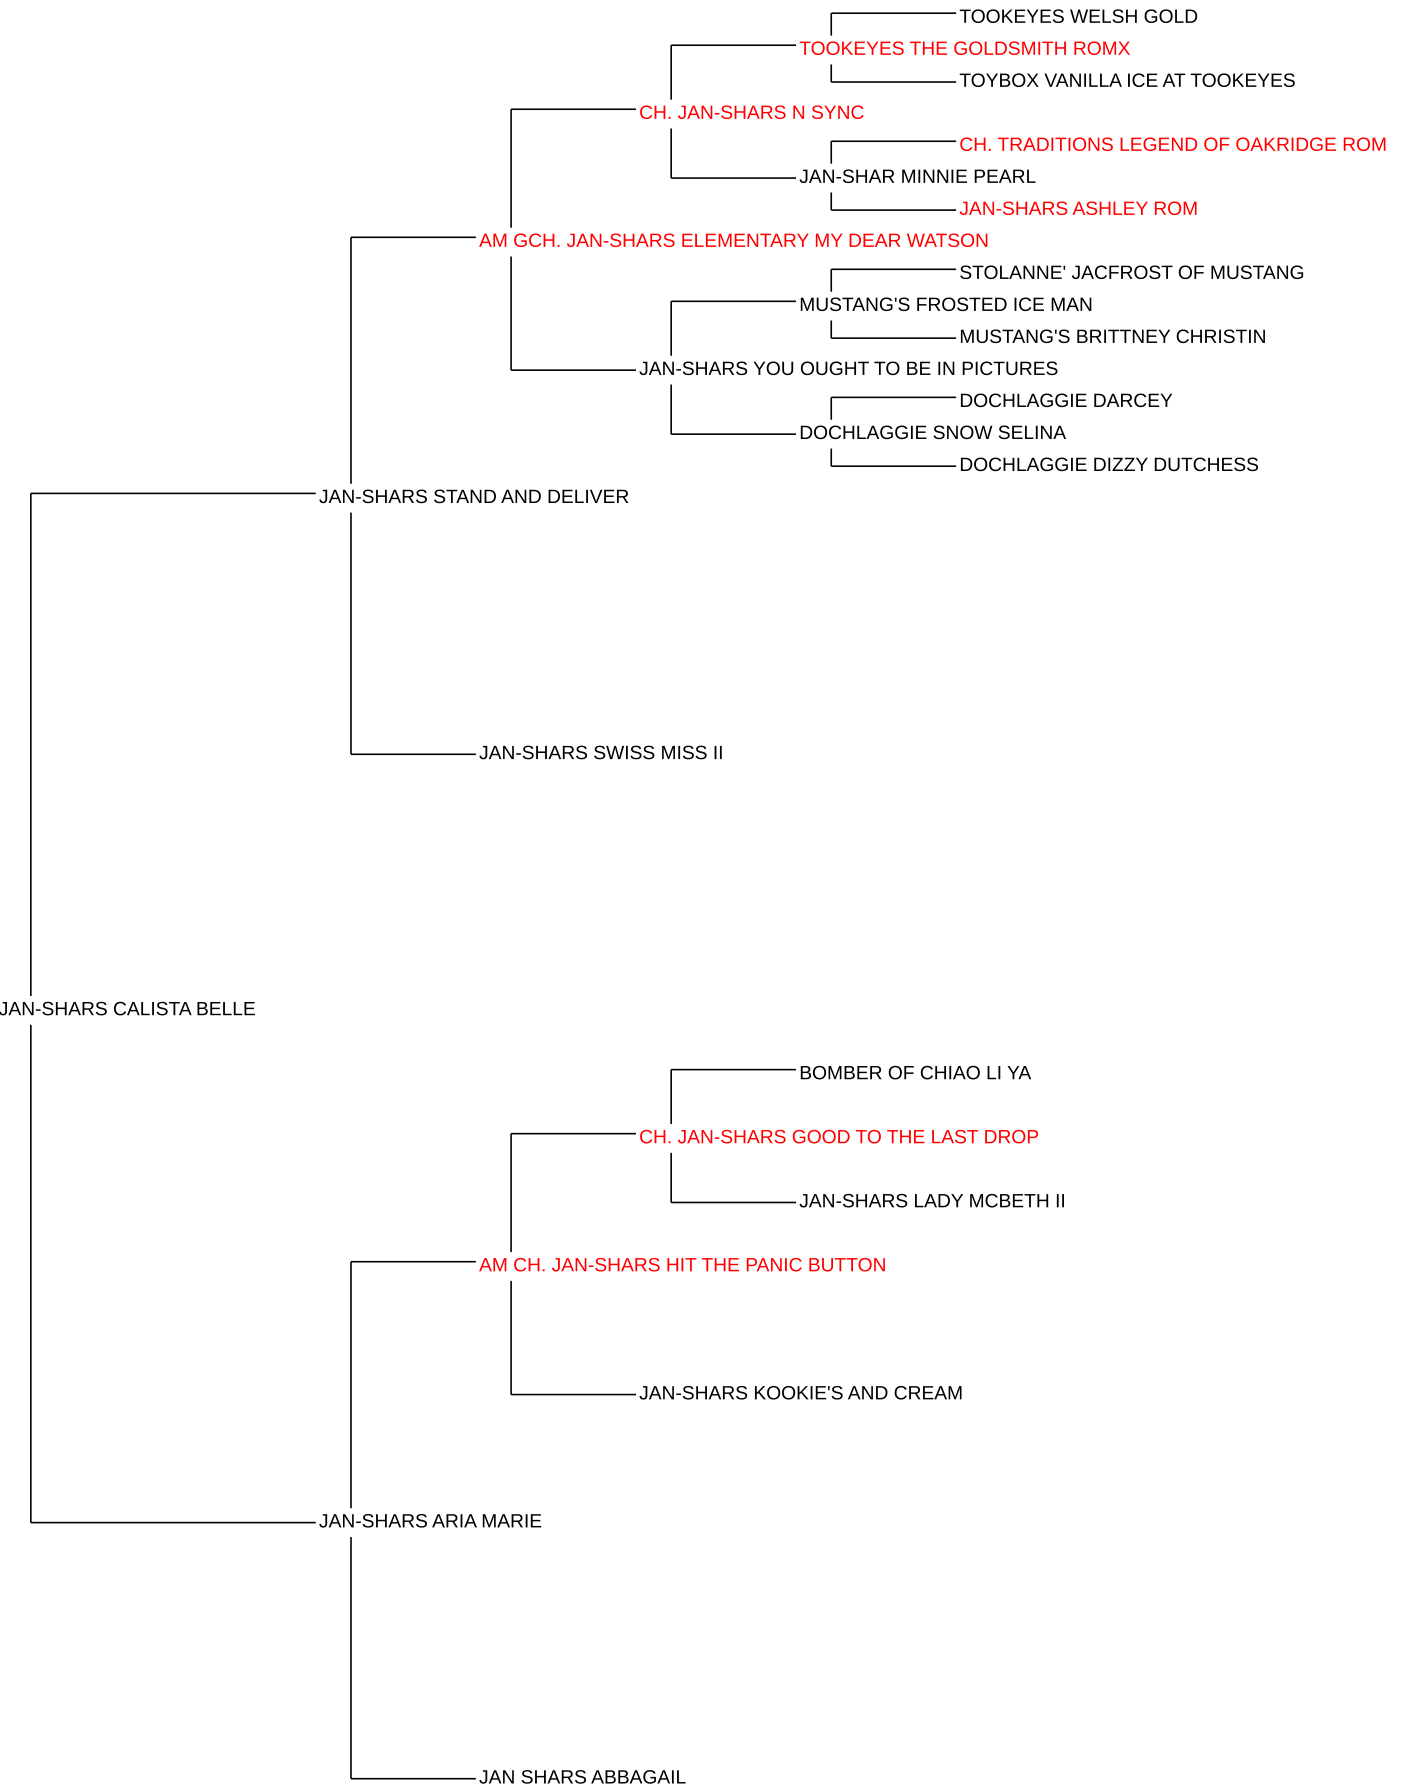 TOOKEYES WELSH GOLD
TOOKEYES THE GOLDSMITH ROMX
TOYBOX VANILLA ICE AT TOOKEYES
CH. JAN-SHARS N SYNC
CH. TRADITIONS LEGEND OF OAKRIDGE ROM
JAN-SHAR MINNIE PEARL
JAN-SHARS ASHLEY ROM
AM GCH. JAN-SHARS ELEMENTARY MY DEAR WATSON
STOLANNE' JACFROST OF MUSTANG
MUSTANG'S FROSTED ICE MAN
MUSTANG'S BRITTNEY CHRISTIN
JAN-SHARS YOU OUGHT TO BE IN PICTURES
DOCHLAGGIE DARCEY
DOCHLAGGIE SNOW SELINA
DOCHLAGGIE DIZZY DUTCHESS
JAN-SHARS STAND AND DELIVER
JAN-SHARS SWISS MISS II
JAN-SHARS CALISTA BELLE
BOMBER OF CHIAO LI YA
CH. JAN-SHARS GOOD TO THE LAST DROP
JAN-SHARS LADY MCBETH II
AM CH. JAN-SHARS HIT THE PANIC BUTTON
JAN-SHARS KOOKIE'S AND CREAM
JAN-SHARS ARIA MARIE
JAN SHARS ABBAGAIL